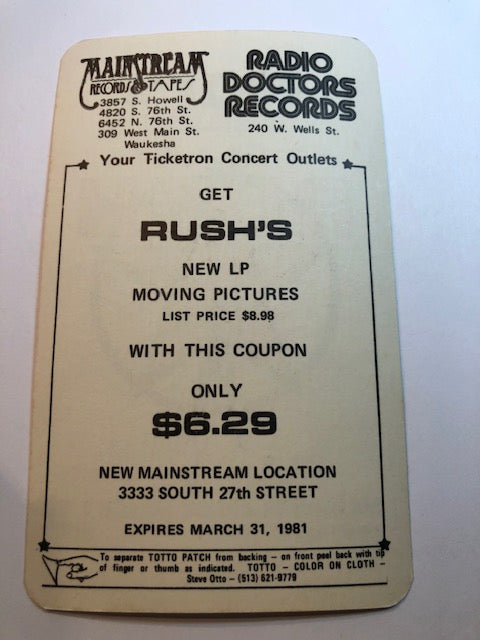 MAINSTREAM
RECORDS & TAPES
3857 S. Howell
4820 S. 76th St.
6452 N. 76th St.
309 West Main St.
Waukesha
RADIO
DOCTORS
RECORDS
240 W. Wells St.
Your Ticketron Concert Outlets
GET
RUSH'S
NEW LP
MOVING PICTURES
LIST PRICE $8.98
WITH THIS COUPON
ONLY
$6.29
NEW MAINSTREAM LOCATION
3333 SOUTH 27th STREET
EXPIRES MARCH 31, 1981
To separate TOTTO PATCH from backing – on front peel back with tip
of finger or thumb as indicated. TOTTO – COLOR ON CLOTH –
Steve Otto – (513) 621-9779